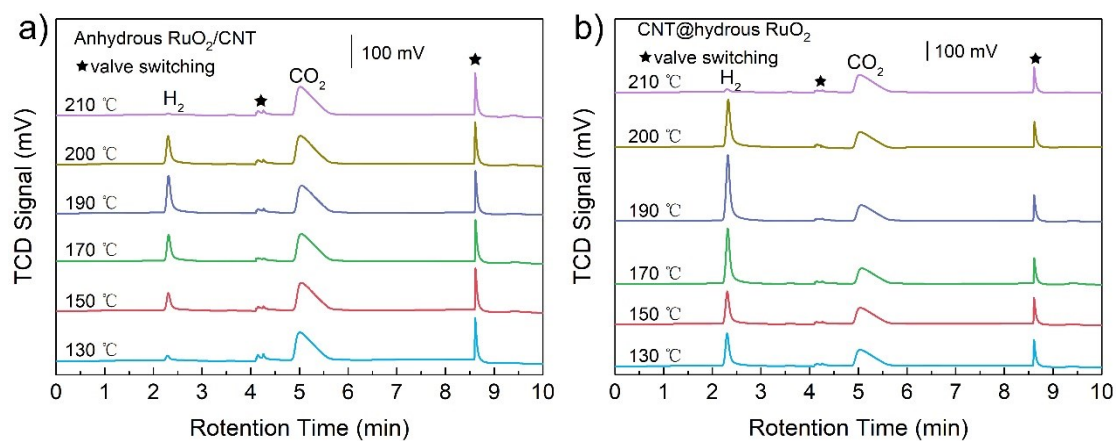 a)
Anhydrous RuO₂/CNT
★valve switching
100 mV
★
H₂
★
CO₂
210 ℃
200 ℃
190 ℃
170 ℃
150 ℃
130 ℃
TCD Signal (mV)
0 1 2 3 4 5 6 7 8 9 10
Rotention Time (min)
b)
CNT@hydrous RuO₂
★valve switching
100 mV
★
H₂
★
CO₂
210 ℃
200 ℃
190 ℃
170 ℃
150 ℃
130 ℃
TCD Signal (mV)
0 1 2 3 4 5 6 7 8 9 10
Rotention Time (min)